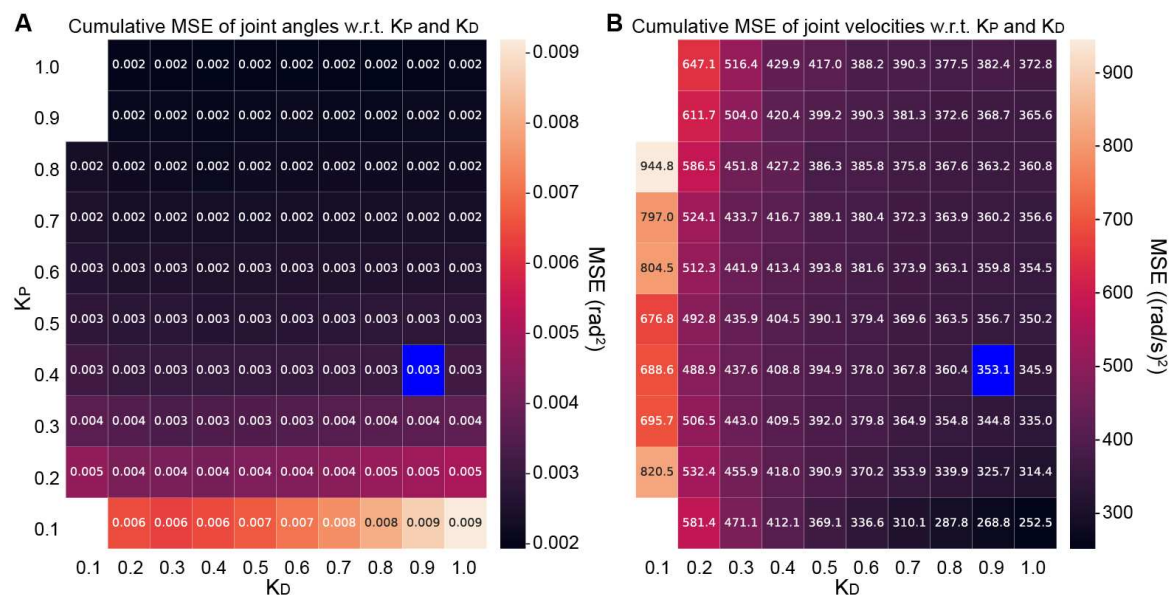 A Cumulative MSE of joint angles w.r.t. KP and KD
1.0 0.002 0.002 0.002 0.002 0.002 0.002 0.002 0.002 0.002
0.9 0.002 0.002 0.002 0.002 0.002 0.002 0.002 0.002 0.002
0.8 0.002 0.002 0.002 0.002 0.002 0.002 0.002 0.002 0.002 0.002
0.7 0.002 0.002 0.002 0.002 0.002 0.002 0.002 0.002 0.002 0.002
0.6 0.003 0.003 0.002 0.003 0.003 0.003 0.003 0.003 0.003 0.003
0.5 0.003 0.003 0.003 0.003 0.003 0.003 0.003 0.003 0.003 0.003
0.4 0.003 0.003 0.003 0.003 0.003 0.003 0.003 0.003 0.003 0.003
0.3 0.004 0.004 0.003 0.003 0.003 0.003 0.004 0.004 0.004 0.004
0.2 0.005 0.004 0.004 0.004 0.004 0.004 0.004 0.005 0.005 0.005
0.1 0.006 0.006 0.006 0.007 0.007 0.008 0.008 0.009 0.009
0.1 0.2 0.3 0.4 0.5 0.6 0.7 0.8 0.9 1.0
KP
KD
0.009
0.008
0.007
0.006
0.005
0.004
0.003
0.002
MSE (rad²)
B Cumulative MSE of joint velocities w.r.t. KP and KD
647.1 516.4 429.9 417.0 388.2 390.3 377.5 382.4 372.8
611.7 504.0 420.4 399.2 390.3 381.3 372.6 368.7 365.6
944.8 586.5 451.8 427.2 386.3 385.8 375.8 367.6 363.2 360.8
797.0 524.1 433.7 416.7 389.1 380.4 372.3 363.9 360.2 356.6
804.5 512.3 441.9 413.4 393.8 381.6 373.9 363.1 359.8 354.5
676.8 492.8 435.9 404.5 390.1 379.4 369.6 363.5 356.7 350.2
688.6 488.9 437.6 408.8 394.9 378.0 367.8 360.4 353.1 345.9
695.7 506.5 443.0 409.5 392.0 379.8 364.9 354.8 344.8 335.0
820.5 532.4 455.9 418.0 390.9 370.2 353.9 339.9 325.7 314.4
581.4 471.1 412.1 369.1 336.6 310.1 287.8 268.8 252.5
0.1 0.2 0.3 0.4 0.5 0.6 0.7 0.8 0.9 1.0
KD
900
800
700
600
500
400
300
MSE ((rad/s)²)